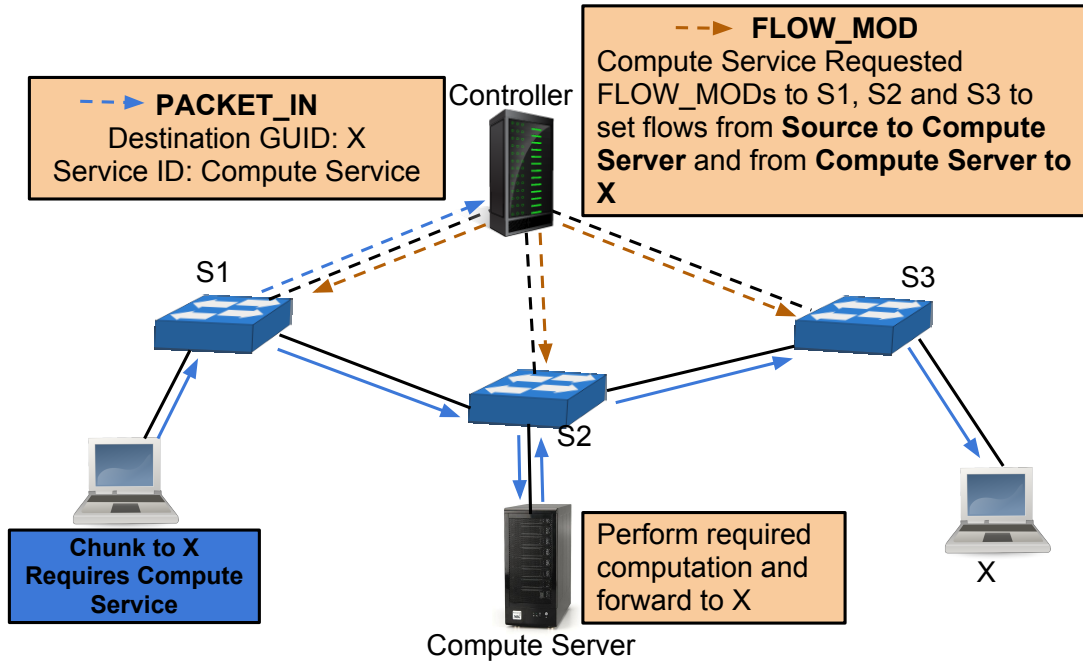 PACKET_IN
Destination GUID: X
Service ID: Compute Service
Controller
FLOW_MOD
Compute Service Requested
FLOW_MODs to S1, S2 and S3 to
set flows from Source to Compute
Server and from Compute Server to
X
S1
S3
S2
Chunk to X
Requires Compute
Service
Perform required
computation and
forward to X
X
Compute Server